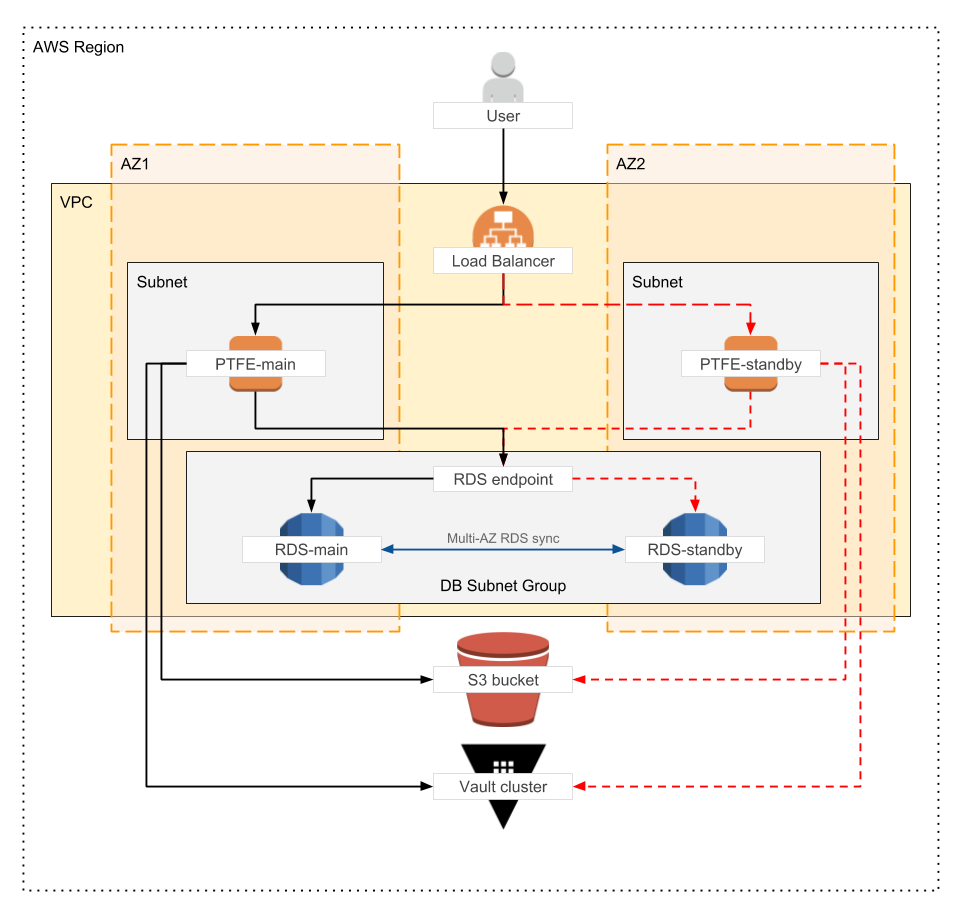 AWS Region
User
AZ1
AZ2
VPC
Load Balancer
Subnet
Subnet
PTFE-main
PTFE-standby
RDS endpoint
Multi-AZ RDS sync
RDS-main
RDS-standby
DB Subnet Group
S3 bucket
Vault cluster